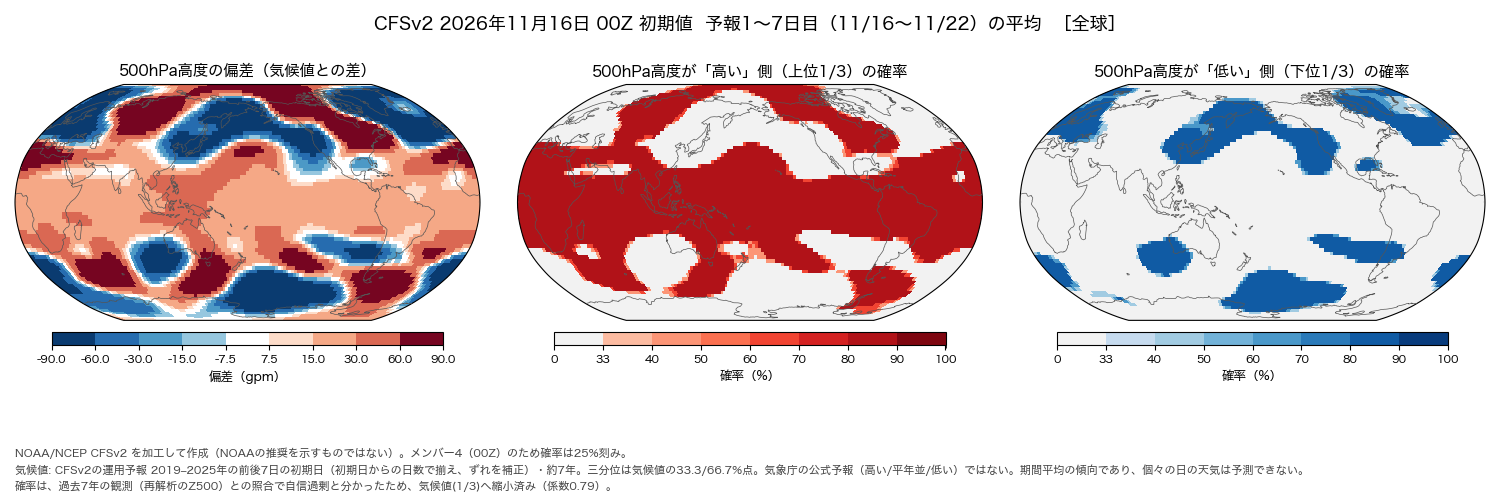 CFSv2 2026年11月16日 00Z 初期値 予報1〜7日目（11/16〜11/22）の平均 ［全球］
500hPa高度の偏差（気候値との差）
500hPa高度が「高い」側（上位1/3）の確率
500hPa高度が「低い」側（下位1/3）の確率
-90.0 -60.0 -30.0 -15.0 -7.5 7.5 15.0 30.0 60.0 90.0
偏差（gpm）
0 33 40 50 60 70 80 90 100
確率（%）
0 33 40 50 60 70 80 90 100
確率（%）
NOAA/NCEP CFSv2 を加工して作成（NOAAの推奨を示すものではない）。メンバー4（00Z）のため確率は25%刻み。
気候値: CFSv2の運用予報 2019–2025年の前後7日の初期日（初期日からの日数で揃え、ずれを補正）・約7年。三分位は気候値の33.3/66.7%点。気象庁の公式予報（高い/平年並/低い）ではない。期間平均の傾向であり、個々の日の天気は予測できない。
確率は、過去7年の観測（再解析のZ500）との照合で自信過剰と分かったため、気候値(1/3)へ縮小済み（係数0.79）。